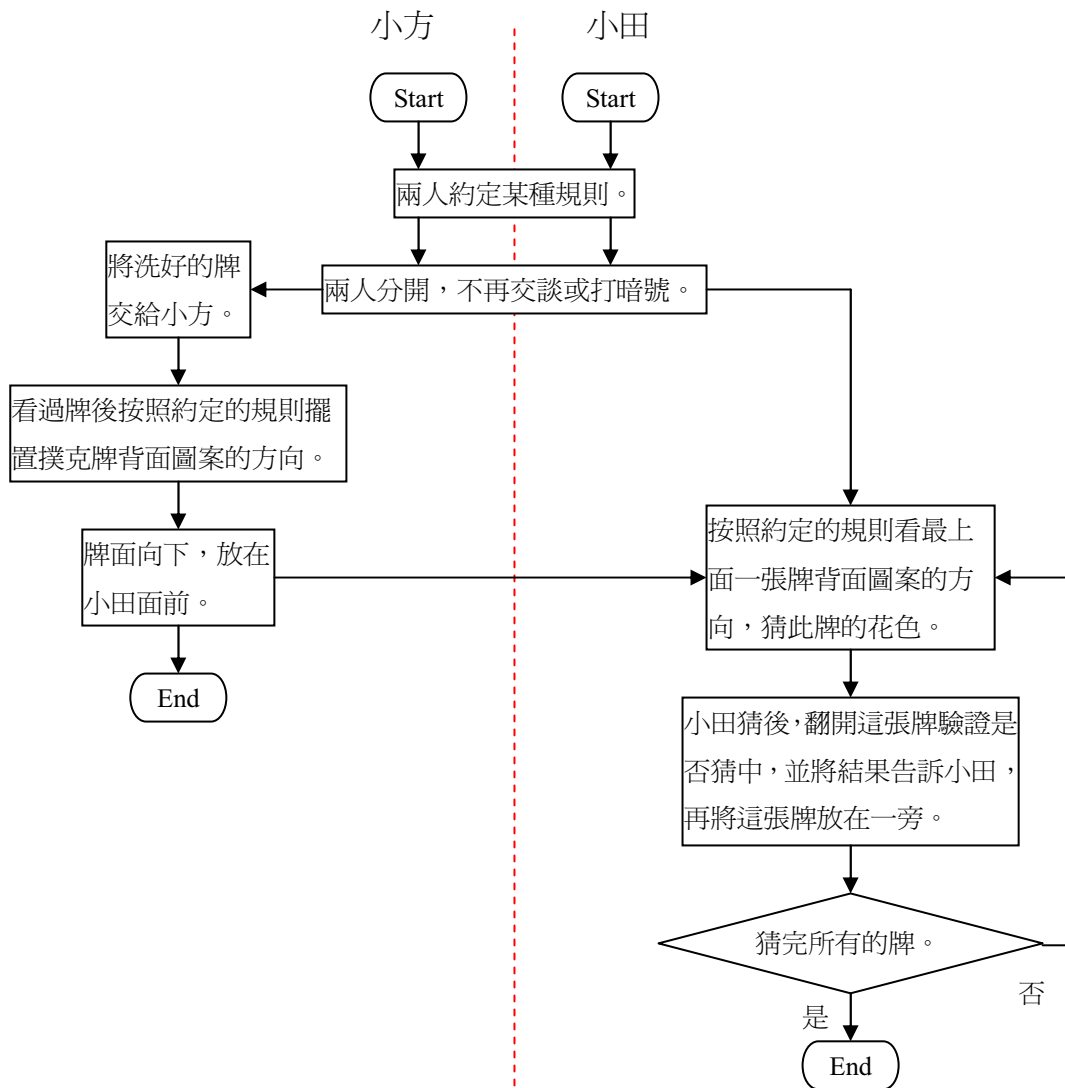 小方
小田
Start
Start
兩人約定某種規則。
兩人分開，不再交談或打暗號。
將洗好的牌
交給小方。
看過牌後按照約定的規則擺
置撲克牌背面圖案的方向。
牌面向下，放在
小田面前。
End
按照約定的規則看最上
面一張牌背面圖案的方
向，猜此牌的花色。
小田猜後，翻開這張牌驗證是
否猜中，並將結果告訴小田，
再將這張牌放在一旁。
猜完所有的牌。
否
是
End